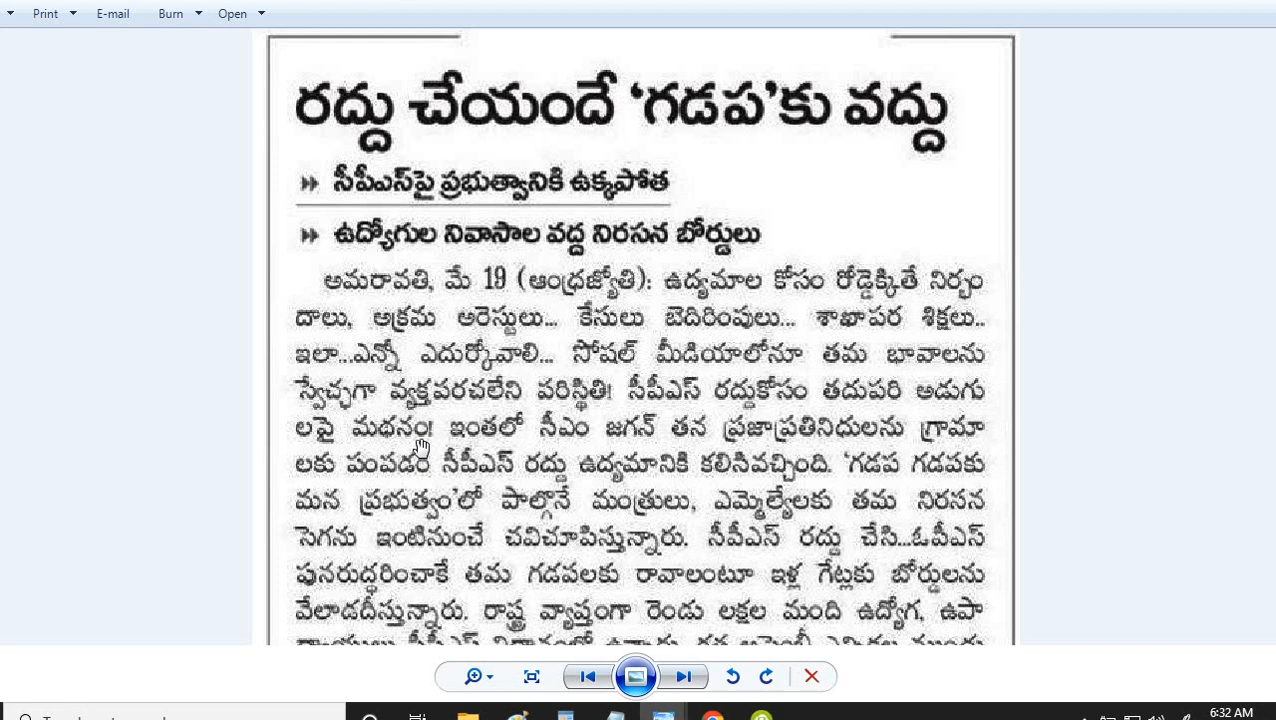 Print E-mail Burn Open
రద్దు చేయందే ‘గడప’కు వద్దు
సీపీఎస్‌పై ప్రభుత్వానికి ఉక్కపోత
ఉద్యోగుల నివాసాల వద్ద నిరసన బోర్డులు
అమరావతి, మే 19 (ఆంధ్రజ్యోతి): ఉద్యమాల కోసం రోడ్డెక్కితే నిర్బం
దాలు, అక్రమ అరెస్టులు... కేసులు బెదిరింపులు... శాఖాపర శిక్షలు..
ఇలా...ఎన్నో ఎదుర్కోవాలి... సోషల్ మీడియాలోనూ తమ భావాలను
స్వేచ్ఛగా వ్యక్తపరచలేని పరిస్థితి! సీపీఎస్ రద్దుకోసం తదుపరి అడుగు
లపై మథనం! ఇంతలో సీఎం జగన్ తన ప్రజాప్రతినిధులను గ్రామా
లకు పంపడం సీపీఎస్ రద్దు ఉద్యమానికి కలిసివచ్చింది. ‘గడప గడపకు
మన ప్రభుత్వం’లో పాల్గొనే మంత్రులు, ఎమ్మెల్యేలకు తమ నిరసన
సెగను ఇంటినుంచే చవిచూపిస్తున్నారు. సీపీఎస్ రద్దు చేసి...ఓపీఎస్
పునరుద్ధరించాకే తమ గడపలకు రావాలంటూ ఇళ్ల గేట్లకు బోర్డులను
వేలాడదీస్తున్నారు. రాష్ట్ర వ్యాప్తంగా రెండు లక్షల మంది ఉద్యోగ, ఉపా
6:32 AM